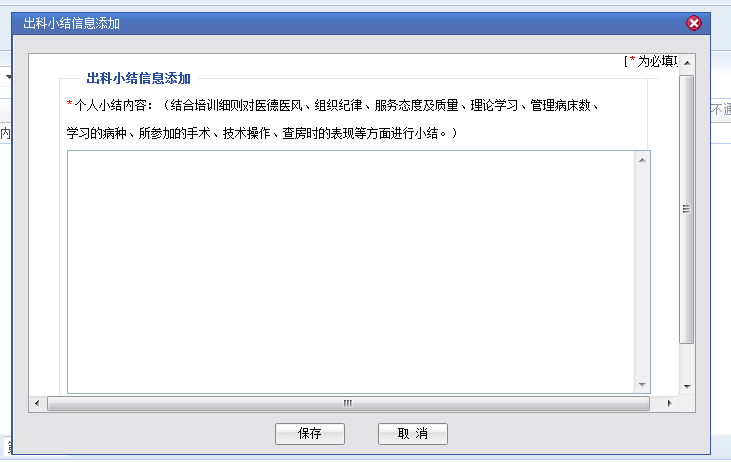 出科小结信息添加
[ * 为必填
出科小结信息添加
* 个人小结内容：（结合培训细则对医德医风、组织纪律、服务态度及质量、理论学习、管理病床数、
学习的病种、所参加的手术、技术操作、查房时的表现等方面进行小结。）
不通
内
保存
取 消